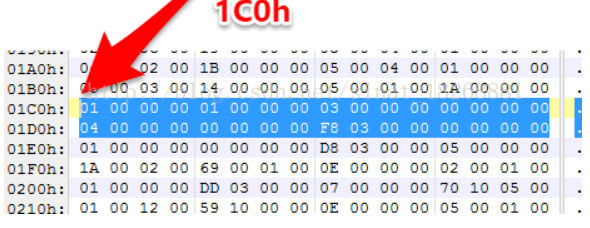 1C0h
01A0h: 02 00 1B 00 00 00 05 00 04 00 01 00 00 00 .
01B0h: 00 03 00 14 00 00 00 05 00 01 00 1A 00 00 00 .
01C0h: 01 00 00 00 01 00 00 00 03 00 00 00 00 00 00 00 .
01D0h: 04 00 00 00 00 00 00 00 F8 03 00 00 00 00 00 00 .
01E0h: 01 00 00 00 00 00 00 00 D8 03 00 00 05 00 00 00 .
01F0h: 1A 00 02 00 69 00 01 00 0E 00 00 00 02 00 01 00 .
0200h: 01 00 00 00 DD 03 00 00 07 00 00 00 70 10 05 00 .
0210h: 01 00 12 00 59 10 00 00 0E 00 00 00 05 00 01 00 .